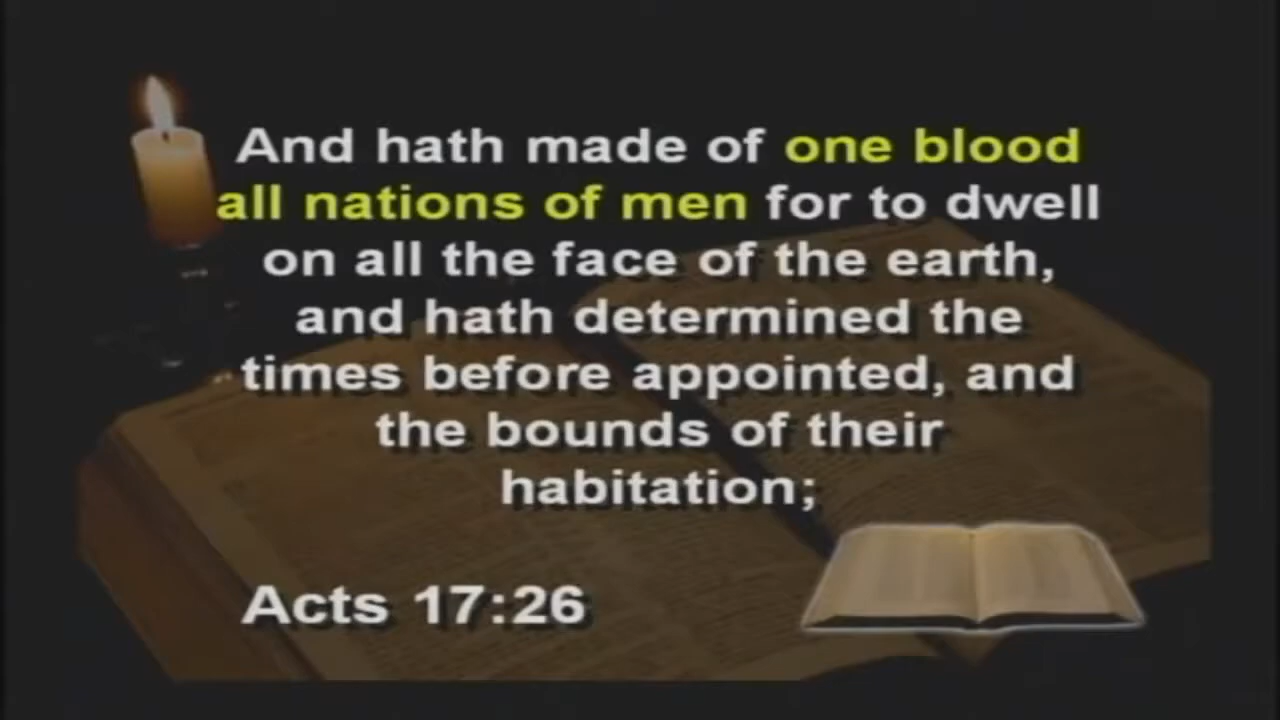 And hath made of one blood
all nations of men for to dwell
on all the face of the earth,
and hath determined the
times before appointed, and
the bounds of their
habitation;
Acts 17:26